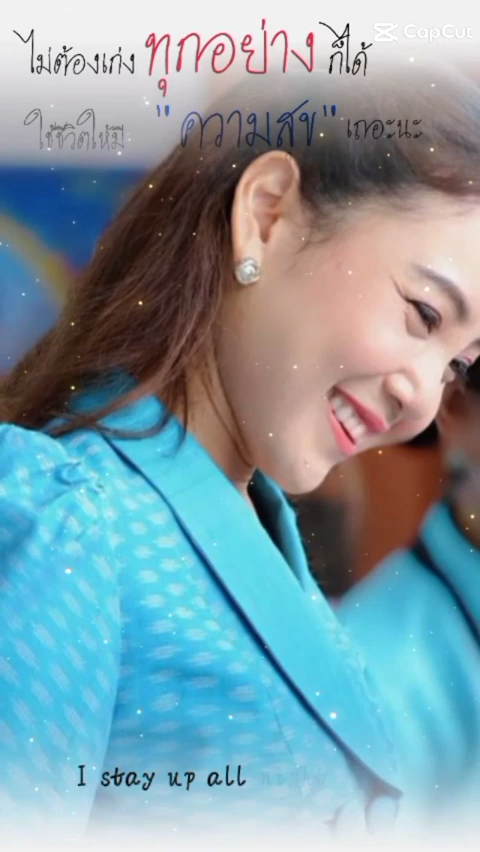 CapCut
ไม่ต้องเก่ง ทุกอย่าง ก็ได้
ใช้ชีวิตให้มี "ความสุข" เถอะนะ
I stay up all